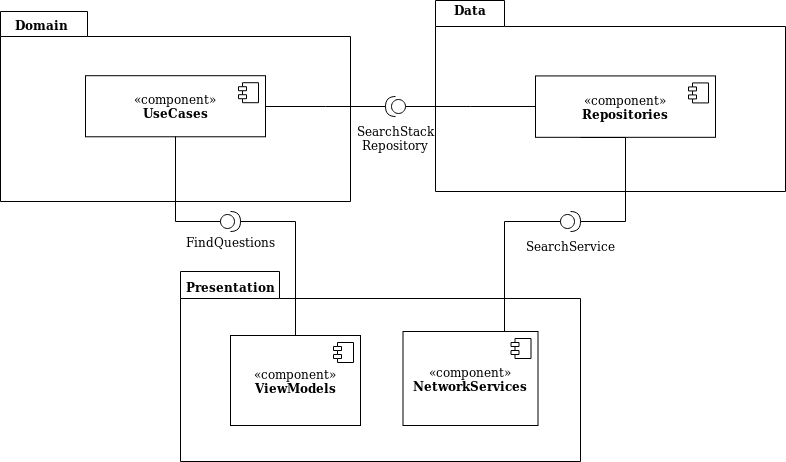 Domain
Data
«component»
UseCases
«component»
Repositories
SearchStack
Repository
FindQuestions
SearchService
Presentation
«component»
ViewModels
«component»
NetworkServices